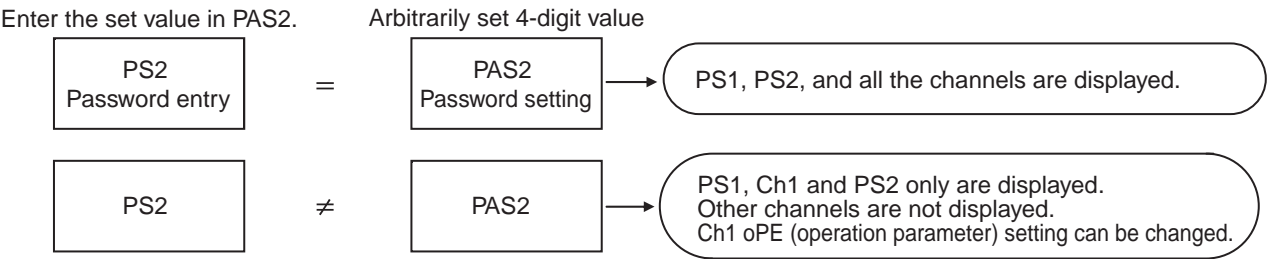 Enter the set value in PAS2.
Arbitrarily set 4-digit value
PS2
Password entry
=
PAS2
Password setting
PS1, PS2, and all the channels are displayed.
PS2
≠
PAS2
PS1, Ch1 and PS2 only are displayed.
Other channels are not displayed.
Ch1 oPE (operation parameter) setting can be changed.